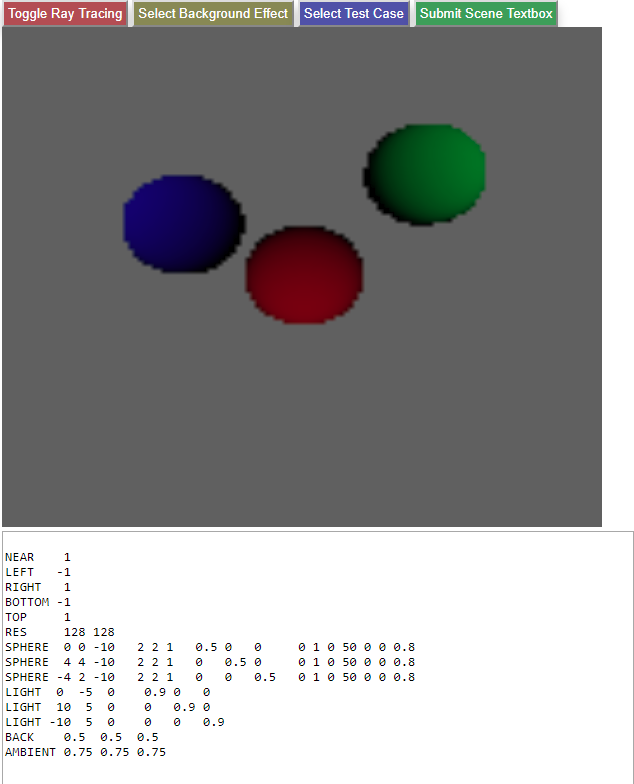 Toggle Ray Tracing Select Background Effect Select Test Case Submit Scene Textbox
NEAR 1
LEFT -1
RIGHT 1
BOTTOM -1
TOP 1
RES 128 128
SPHERE 0 0 -10 2 2 1 0.5 0 0 0 1 0 50 0 0 0.8
SPHERE 4 4 -10 2 2 1 0 0.5 0 0 1 0 50 0 0 0.8
SPHERE -4 2 -10 2 2 1 0 0 0.5 0 1 0 50 0 0 0.8
LIGHT 0 -5 0 0.9 0 0
LIGHT 10 5 0 0 0.9 0
LIGHT -10 5 0 0 0 0.9
BACK 0.5 0.5 0.5
AMBIENT 0.75 0.75 0.75